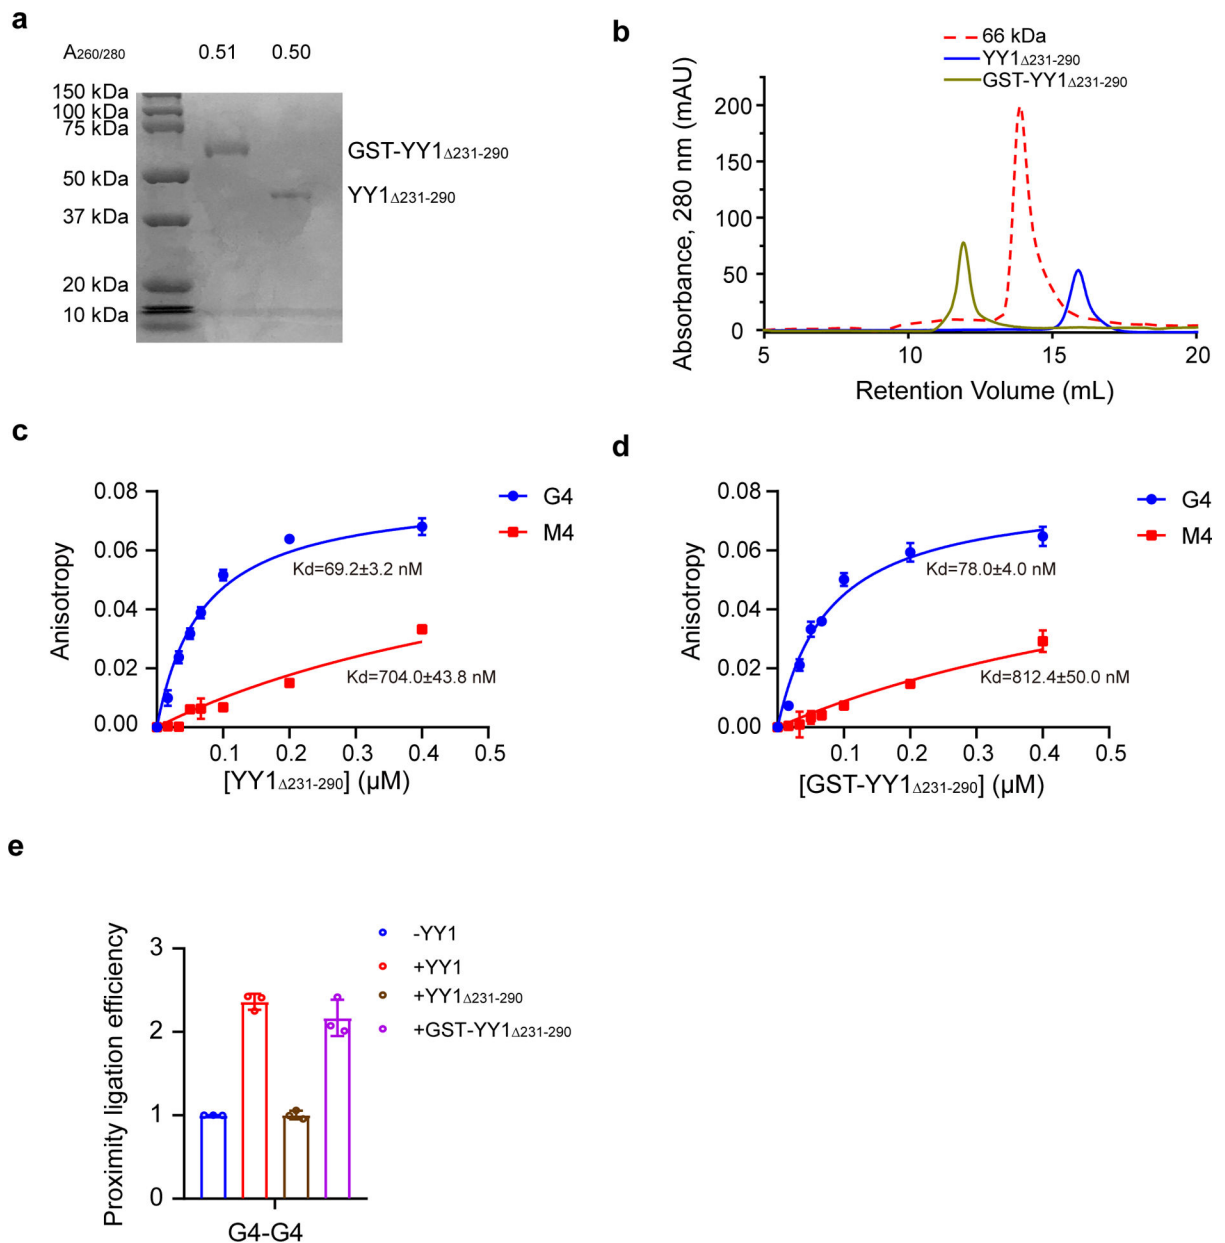 a
A260/280 0.51 0.50
150 kDa
100 kDa
75 kDa
50 kDa
37 kDa
20 kDa
10 kDa
GST-YY1Δ231-290
YY1Δ231-290
b
66 kDa
YY1Δ231-290
GST-YY1Δ231-290
Absorbance, 280 nm (mAU)
200
150
100
50
0
5 10 15 20
Retention Volume (mL)
c
Anisotropy
0.08
0.06
0.04
0.02
0.00
G4
M4
Kd=69.2±3.2 nM
Kd=704.0±43.8 nM
0.1 0.2 0.3 0.4 0.5
[YY1Δ231-290] (µM)
d
Anisotropy
0.08
0.06
0.04
0.02
0.00
G4
M4
Kd=78.0±4.0 nM
Kd=812.4±50.0 nM
0.1 0.2 0.3 0.4 0.5
[GST-YY1Δ231-290] (µM)
e
Proximity ligation efficiency
3
2
1
0
-YY1
+YY1
+YY1Δ231-290
+GST-YY1Δ231-290
G4-G4